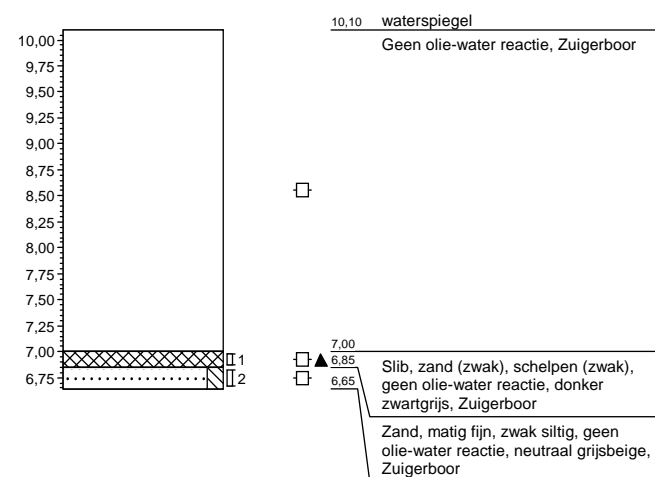 10,10 waterspiegel
Geen olie-water reactie, Zuigerboor
10,00
9,75
9,50
9,25
9,00
8,75
8,50
8,25
8,00
7,75
7,50
7,25
7,00
6,75
1
2
7,00
6,85
6,65
Slib, zand (zwak), schelpen (zwak),
geen olie-water reactie, donker
zwartgrijs, Zuigerboor
Zand, matig fijn, zwak siltig, geen
olie-water reactie, neutraal grijsbeige,
Zuigerboor